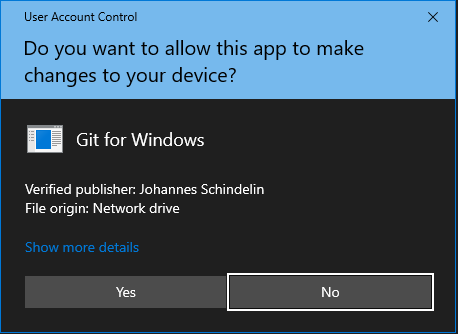 User Account Control
Do you want to allow this app to make
changes to your device?
Git for Windows
Verified publisher: Johannes Schindelin
File origin: Network drive
Show more details
Yes
No